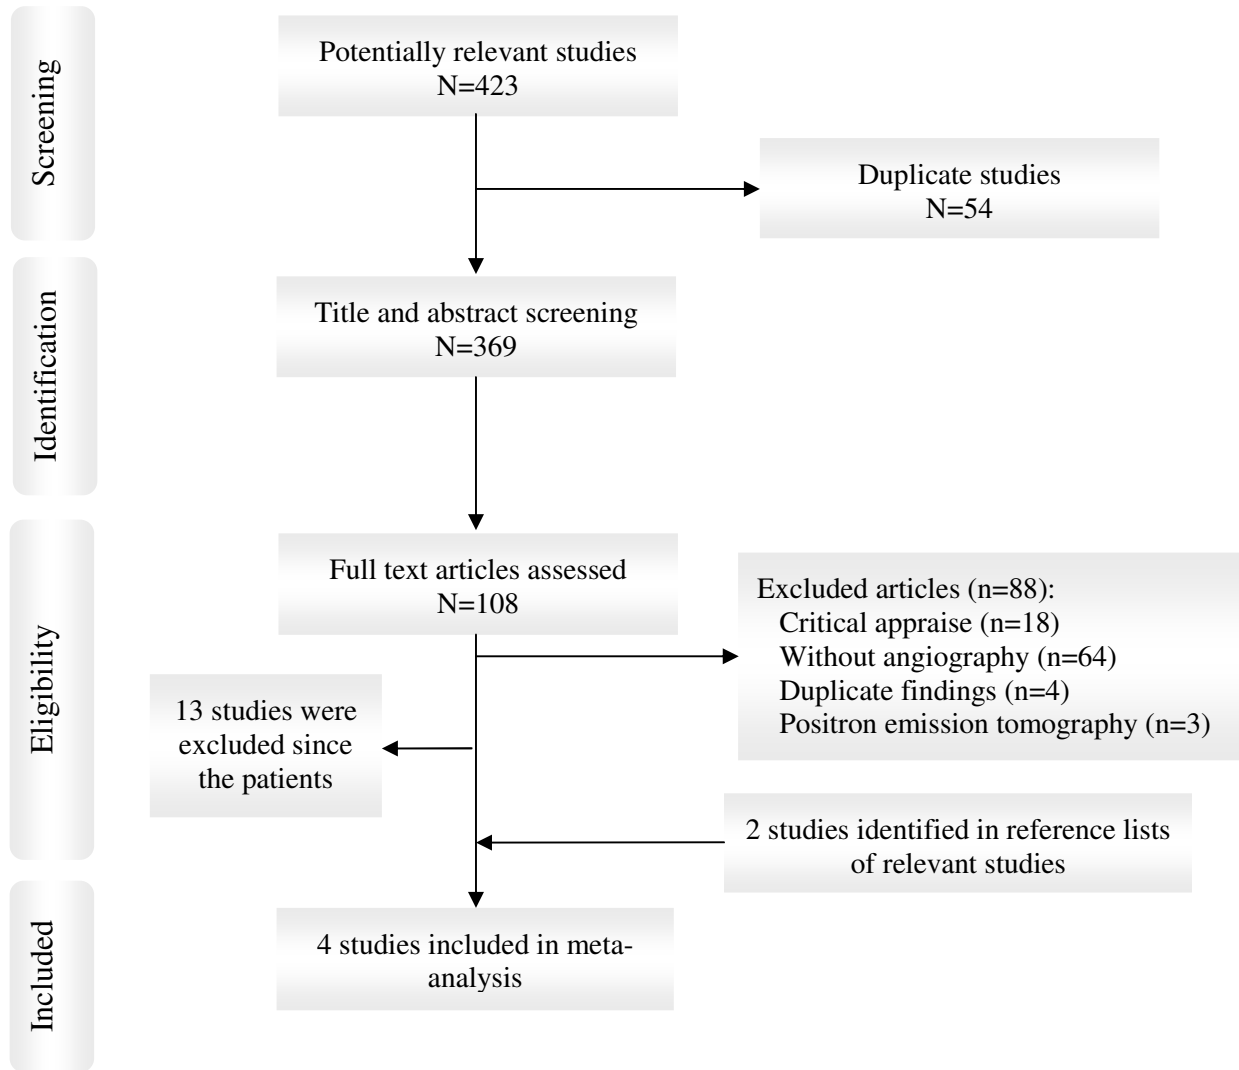 Screening
Potentially relevant studies
N=423
Duplicate studies
N=54
Identification
Title and abstract screening
N=369
Eligibility
Full text articles assessed
N=108
Excluded articles (n=88):
Critical appraise (n=18)
Without angiography (n=64)
Duplicate findings (n=4)
Positron emission tomography (n=3)
13 studies were
excluded since
the patients
2 studies identified in reference lists
of relevant studies
Included
4 studies included in meta-
analysis